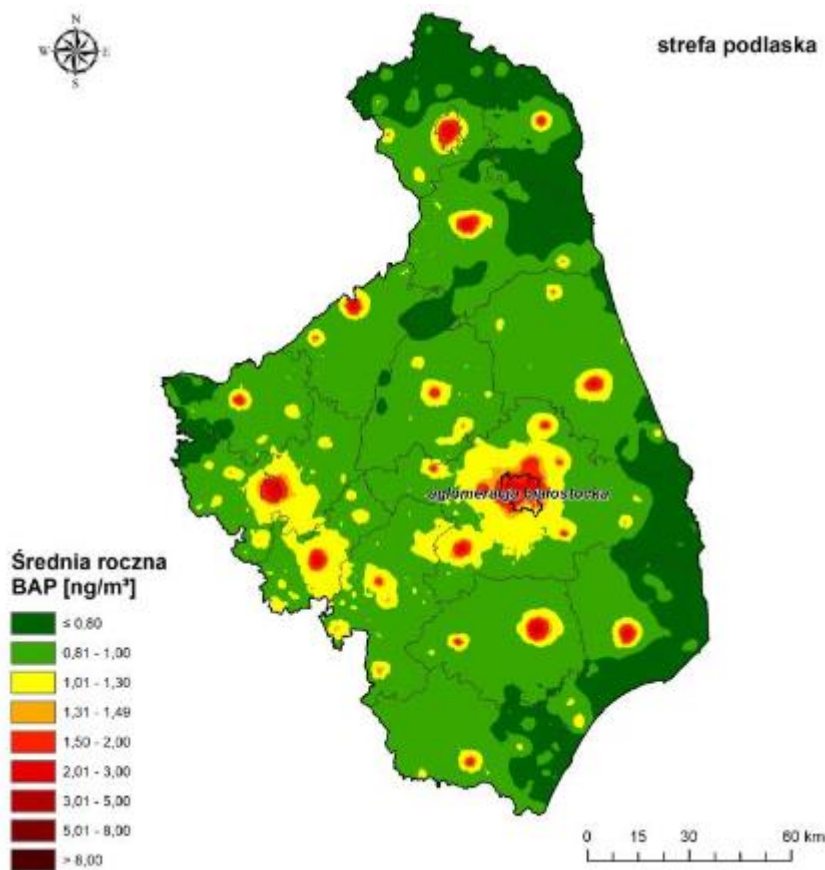 N
W E
S
strefa podlaska
aglomeracja białostocka
Średnia roczna
BAP [ng/m³]
≤ 0,80
0,81 - 1,00
1,01 - 1,30
1,31 - 1,49
1,50 - 2,00
2,01 - 3,00
3,01 - 5,00
5,01 - 8,00
> 8,00
0 15 30 60 km